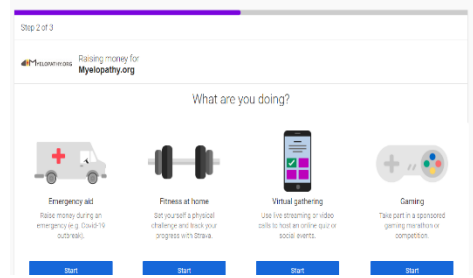 Step 2 of 3
MYELOPATHY.ORG
Raising money for
Myelopathy.org
What are you doing?
Emergency aid
Raise money during an
emergency (e.g. Covid-19
outbreak).
Start
Fitness at home
Set yourself a physical
challenge and track your
progress with Strava.
Start
Virtual gathering
Use live streaming or video
calls to host an online quiz or
social events.
Start
Gaming
Take part in a sponsored
gaming marathon or
competition.
Start